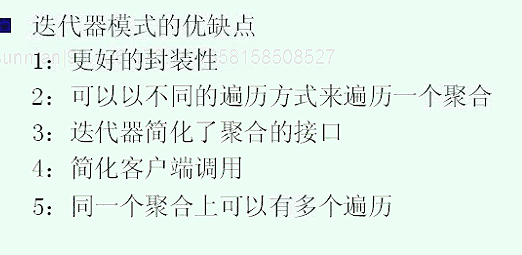 迭代器模式的优缺点
1：更好的封装性
2：可以以不同的遍历方式来遍历一个聚合
3：迭代器简化了聚合的接口
4：简化客户端调用
5：同一个聚合上可以有多个遍历